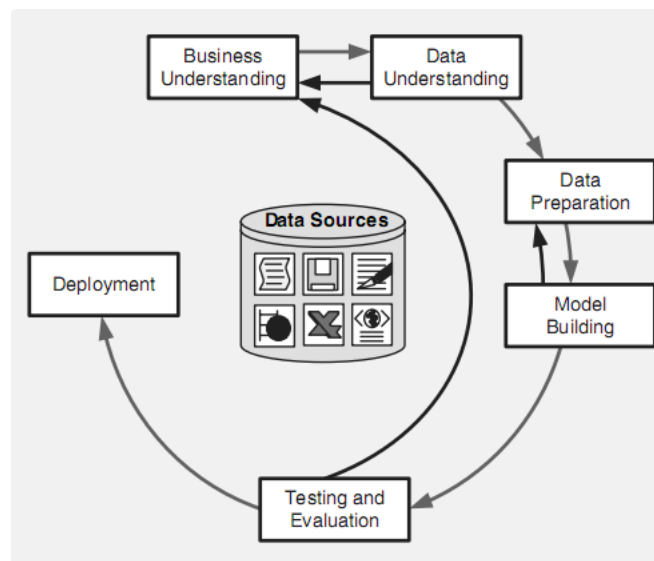 Business
Understanding
Data
Understanding
Data
Preparation
Data Sources
Deployment
Model
Building
Testing and
Evaluation